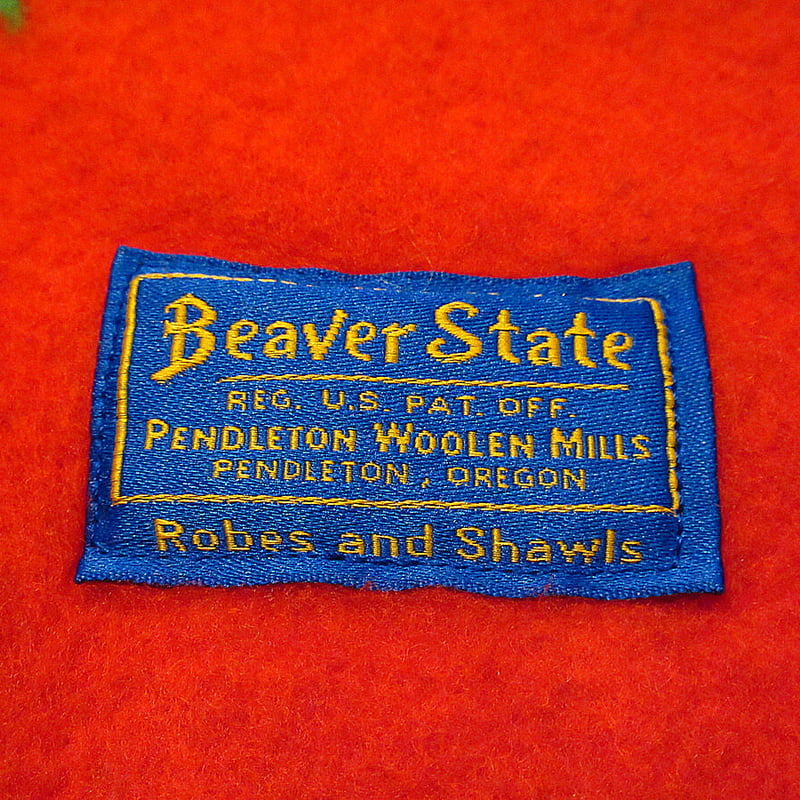 Beaver State
REG. U.S. PAT. OFF.
PENDLETON WOOLEN MILLS
PENDLETON, OREGON
Robes and Shawls